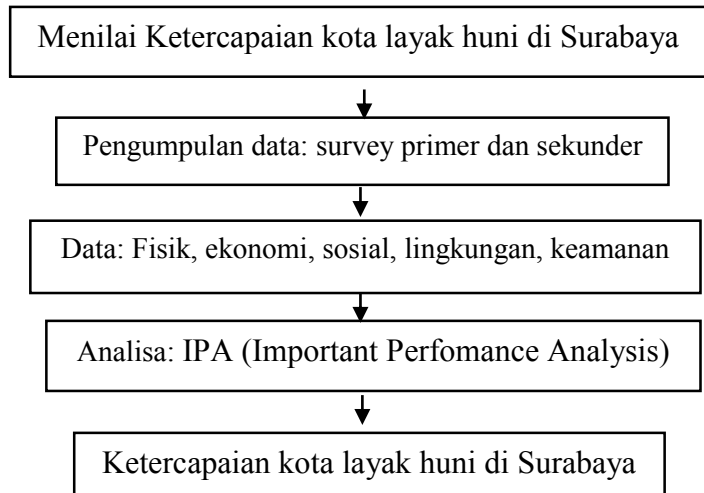 Menilai Ketercapaian kota layak huni di Surabaya
Pengumpulan data: survey primer dan sekunder
Data: Fisik, ekonomi, sosial, lingkungan, keamanan
Analisa: IPA (Important Perfomance Analysis)
Ketercapaian kota layak huni di Surabaya